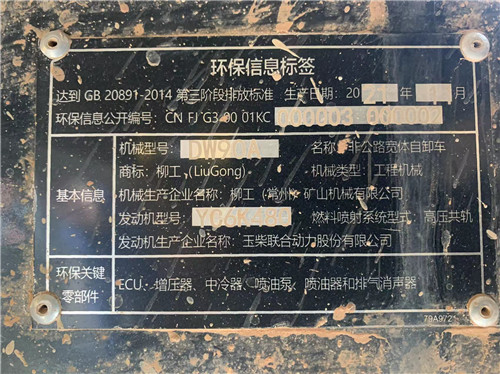 环保信息标签
达到 GB 20891-2014 第三阶段排放标准 生产日期: 20 年 月
环保信息公开编号: CN FJ G3 00 01KC
机械型号: DW90A 名称: 非公路宽体自卸车
商标: 柳工 (LiuGong) 机械类型: 工程机械
基本信息
机械生产企业名称: 柳工 (常州) 矿山机械有限公司
发动机型号: 燃料喷射系统型式: 高压共轨
发动机生产企业名称: 玉柴联合动力股份有限公司
环保关键零部件
ECU、增压器、中冷器、喷油泵、喷油器和排气消声器
79A9721